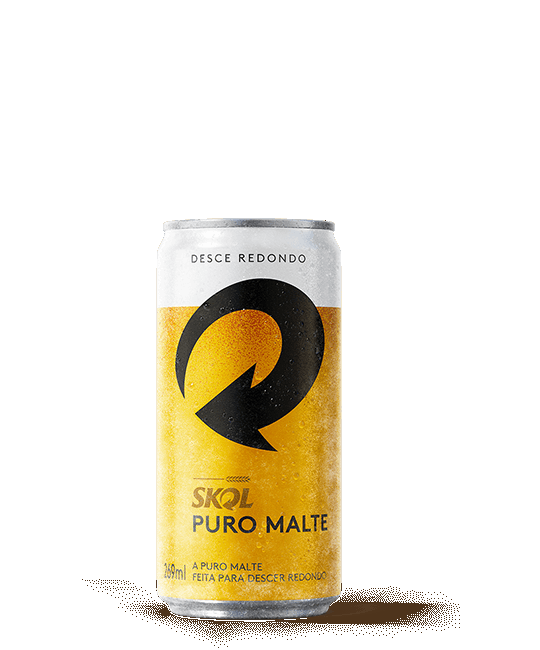 DESCE REDONDO
SKOL
PURO MALTE
269ml
A PURO MALTE
FEITA PARA DESCER REDONDO